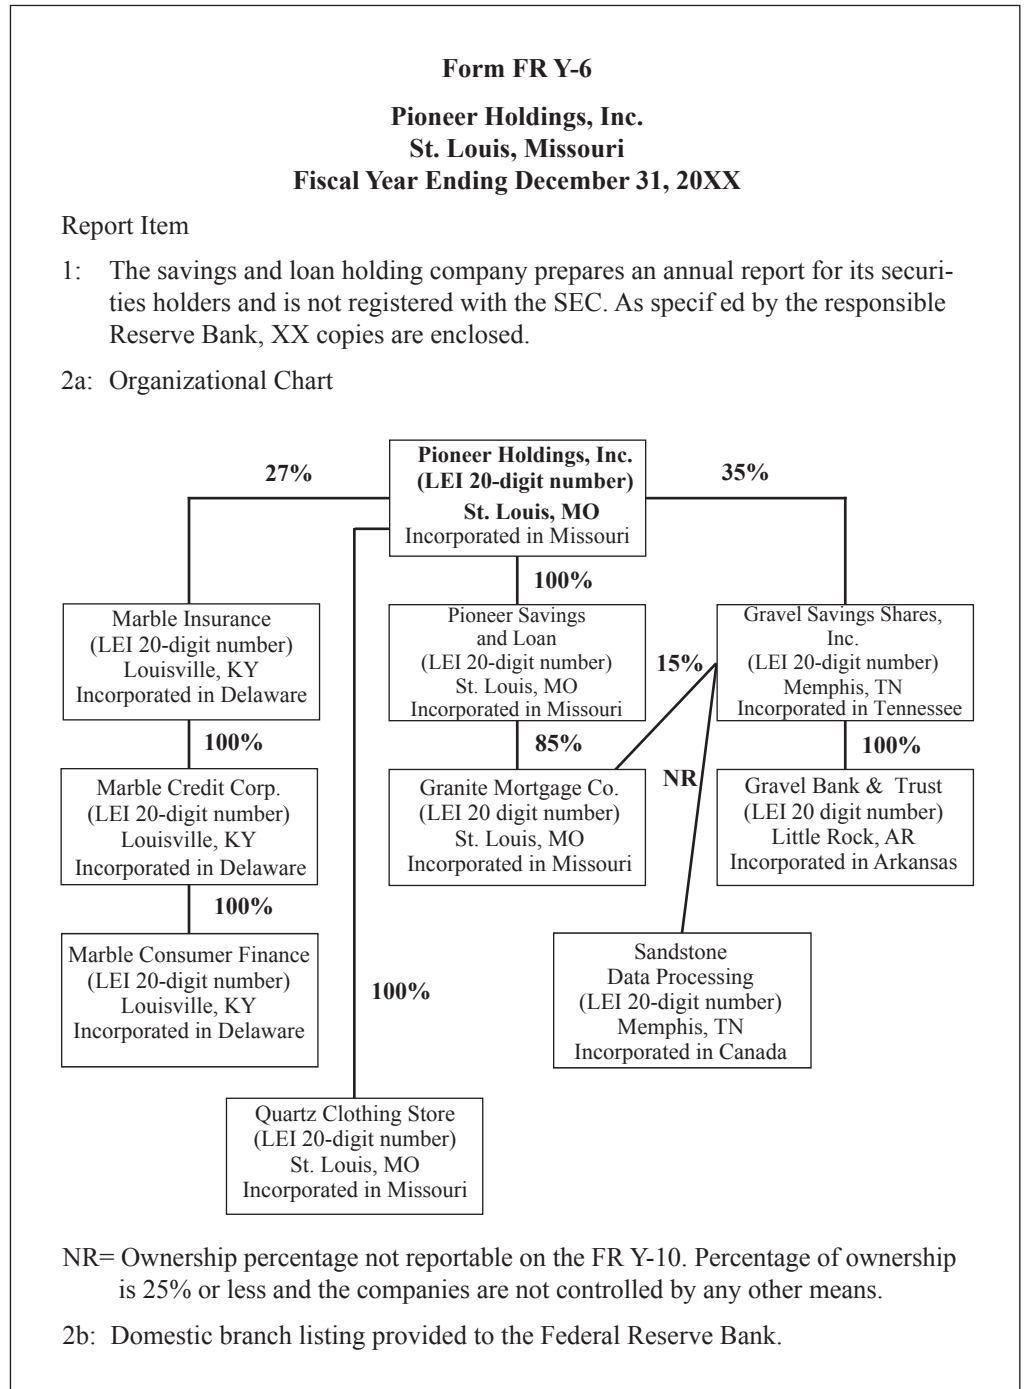 Form FR Y-6
Pioneer Holdings, Inc.
St. Louis, Missouri
Fiscal Year Ending December 31, 20XX
Report Item
1: The savings and loan holding company prepares an annual report for its securi-
ties holders and is not registered with the SEC. As specif ed by the responsible
Reserve Bank, XX copies are enclosed.
2a: Organizational Chart
Pioneer Holdings, Inc.
(LEI 20-digit number)
St. Louis, MO
Incorporated in Missouri
27%
35%
100%
Marble Insurance
(LEI 20-digit number)
Louisville, KY
Incorporated in Delaware
Pioneer Savings
and Loan
(LEI 20-digit number)
St. Louis, MO
Incorporated in Missouri
15%
Gravel Savings Shares,
Inc.
(LEI 20-digit number)
Memphis, TN
Incorporated in Tennessee
100%
85%
NR
100%
Marble Credit Corp.
(LEI 20-digit number)
Louisville, KY
Incorporated in Delaware
Granite Mortgage Co.
(LEI 20 digit number)
St. Louis, MO
Incorporated in Missouri
Gravel Bank & Trust
(LEI 20 digit number)
Little Rock, AR
Incorporated in Arkansas
100%
Marble Consumer Finance
(LEI 20-digit number)
Louisville, KY
Incorporated in Delaware
100%
Sandstone
Data Processing
(LEI 20-digit number)
Memphis, TN
Incorporated in Canada
Quartz Clothing Store
(LEI 20-digit number)
St. Louis, MO
Incorporated in Missouri
NR= Ownership percentage not reportable on the FR Y-10. Percentage of ownership
is 25% or less and the companies are not controlled by any other means.
2b: Domestic branch listing provided to the Federal Reserve Bank.